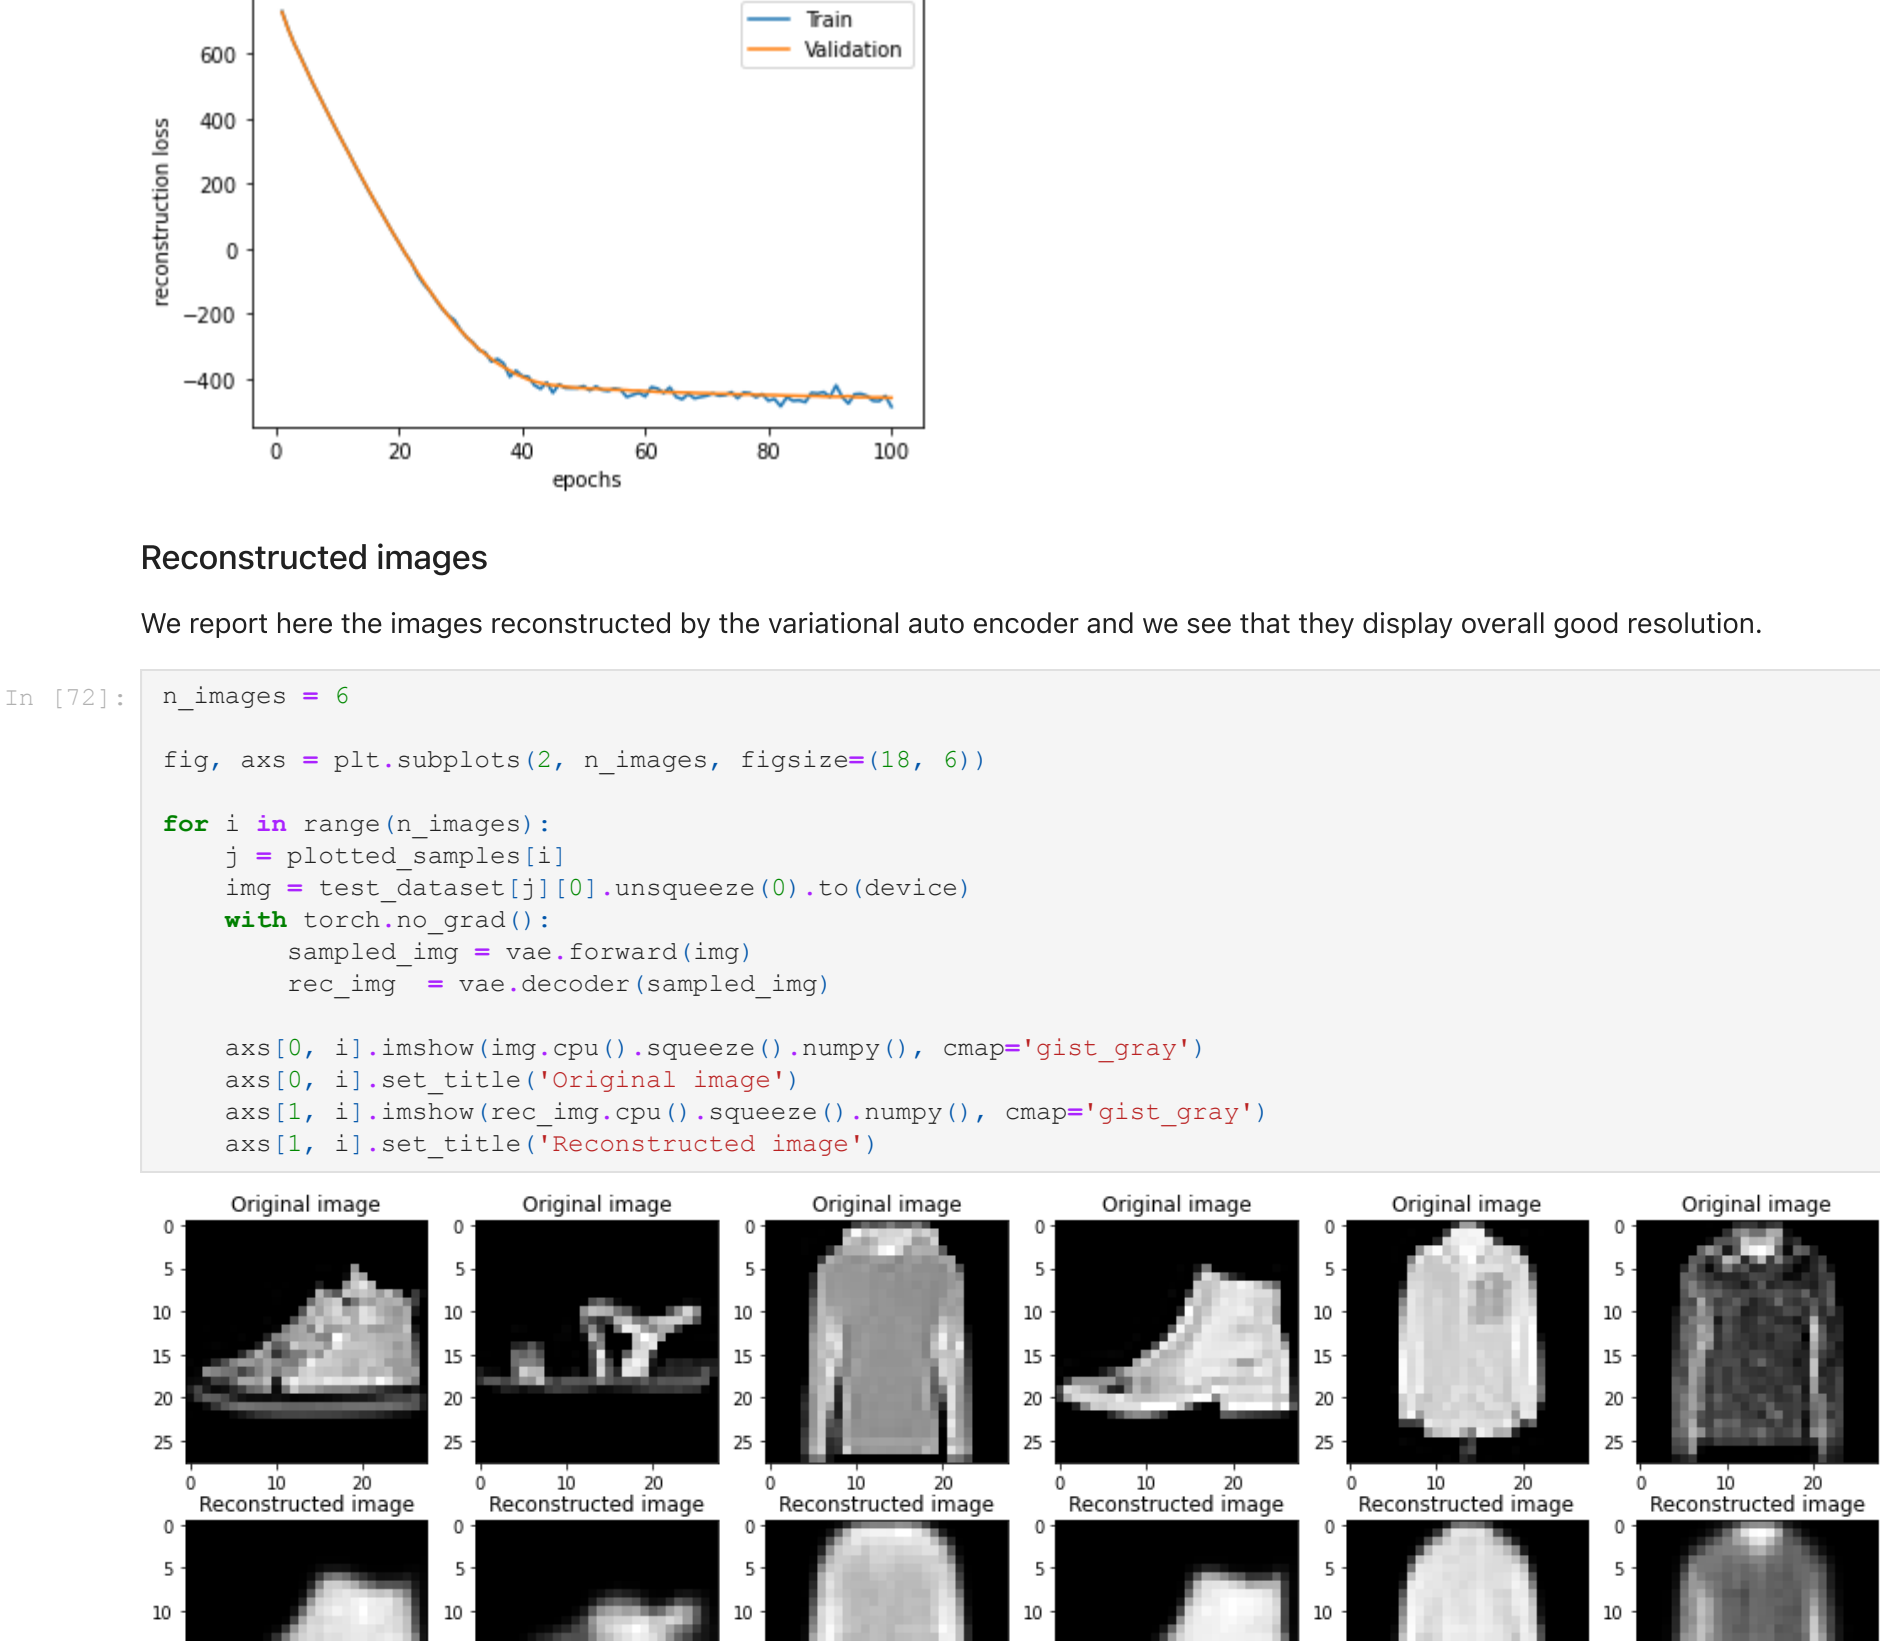 Train
Validation
600
400
200
0
−200
−400
reconstruction loss
0 20 40 60 80 100
epochs
Reconstructed images
We report here the images reconstructed by the variational auto encoder and we see that they display overall good resolution.
In [72]:
n_images = 6
fig, axs = plt.subplots(2, n_images, figsize=(18, 6))
for i in range(n_images):
    j = plotted_samples[i]
    img = test_dataset[j][0].unsqueeze(0).to(device)
    with torch.no_grad():
        sampled_img = vae.forward(img)
        rec_img  = vae.decoder(sampled_img)
    axs[0, i].imshow(img.cpu().squeeze().numpy(), cmap='gist_gray')
    axs[0, i].set_title('Original image')
    axs[1, i].imshow(rec_img.cpu().squeeze().numpy(), cmap='gist_gray')
    axs[1, i].set_title('Reconstructed image')
Original image Original image Original image Original image Original image Original image
0 0 0 0 0 0
5 5 5 5 5 5
10 10 10 10 10 10
15 15 15 15 15 15
20 20 20 20 20 20
25 25 25 25 25 25
0 10 20 0 10 20 0 10 20 0 10 20 0 10 20 0 10 20
Reconstructed image Reconstructed image Reconstructed image Reconstructed image Reconstructed image Reconstructed image
0 0 0 0 0 0
5 5 5 5 5 5
10 10 10 10 10 10